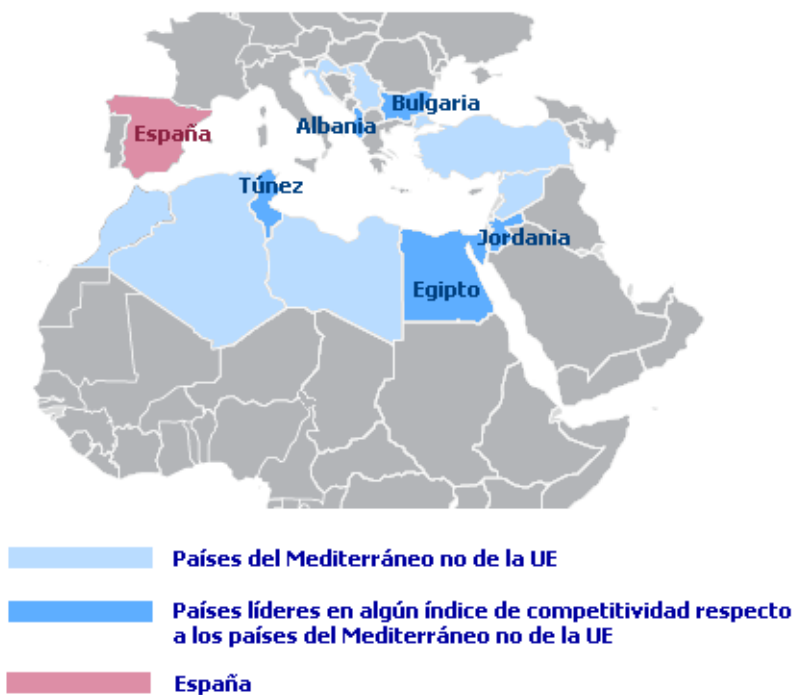 Bulgaria
Albania
España
Túnez
Jordania
Egipto
Países del Mediterráneo no de la UE
Países líderes en algún índice de competitividad respecto
a los países del Mediterráneo no de la UE
España